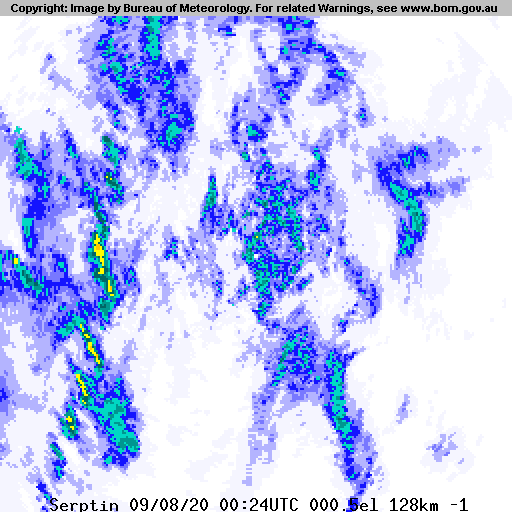 Copyright: Image by Bureau of Meteorology. For related Warnings, see www.bom.gov.au
Serptin 09/08/20 00:24UTC 000.5el 128km -1